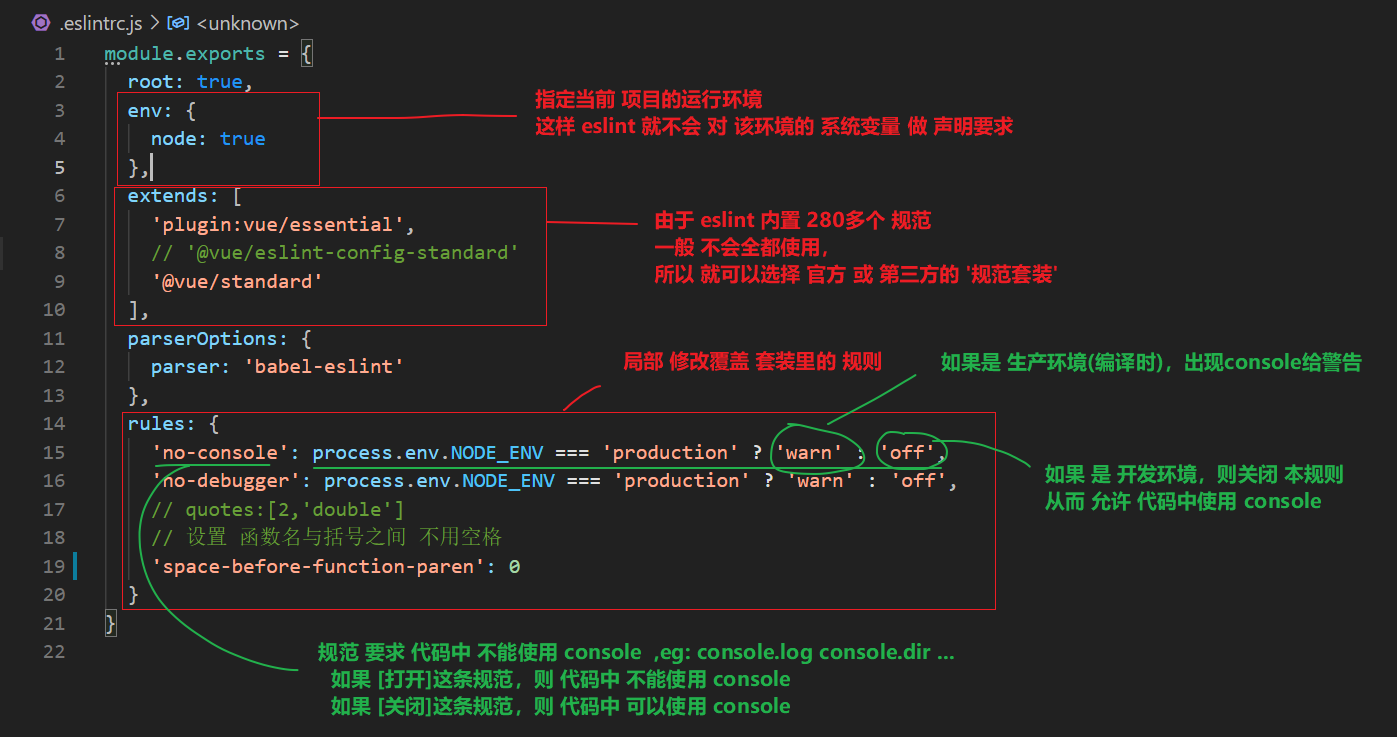 .eslintrc.js > <unknown>
1 module.exports = {
2 root: true,
3 env: {
4 node: true
5 },
指定当前 项目的运行环境
这样 eslint 就不会 对 该环境的 系统变量 做 声明要求
6 extends: [
7 'plugin:vue/essential',
8 // '@vue/eslint-config-standard'
9 '@vue/standard'
10 ],
由于 eslint 内置 280多个 规范
一般 不会全都使用，
所以 就可以选择 官方 或 第三方的 '规范套装'
11 parserOptions: {
12 parser: 'babel-eslint'
13 },
局部 修改覆盖 套装里的 规则
如果是 生产环境(编译时)，出现console给警告
14 rules: {
15 'no-console': process.env.NODE_ENV === 'production' ? 'warn' : 'off',
16 'no-debugger': process.env.NODE_ENV === 'production' ? 'warn' : 'off',
17 // quotes:[2,'double']
18 // 设置 函数名与括号之间 不用空格
19 'space-before-function-paren': 0
20 }
21 }
22
如果 是 开发环境，则关闭 本规则
从而 允许 代码中使用 console
规范 要求 代码中 不能使用 console ,eg: console.log console.dir ...
如果 [打开]这条规范，则 代码中 不能使用 console
如果 [关闭]这条规范，则 代码中 可以使用 console